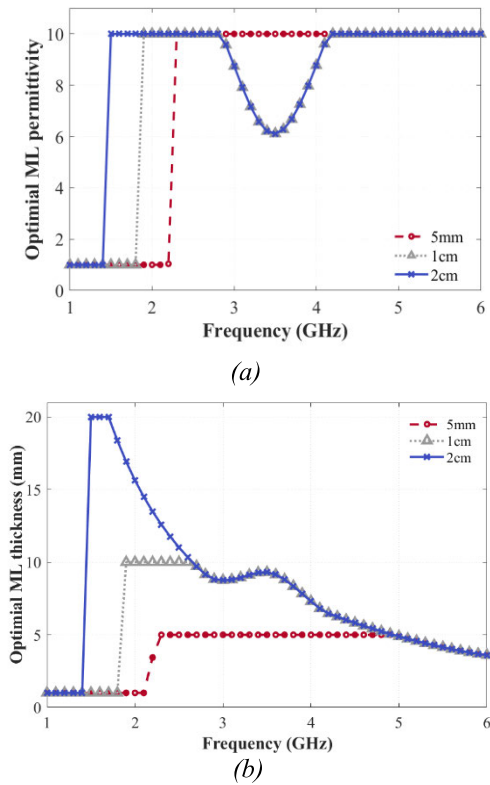 (a)
10
8
6
4
2
0
Optimial ML permittivity
5mm
1cm
2cm
1 2 3 4 5 6
Frequency (GHz)
(a)
20
15
10
5
0
Optimial ML thickness (mm)
5mm
1cm
2cm
1 2 3 4 5 6
Frequency (GHz)
(b)